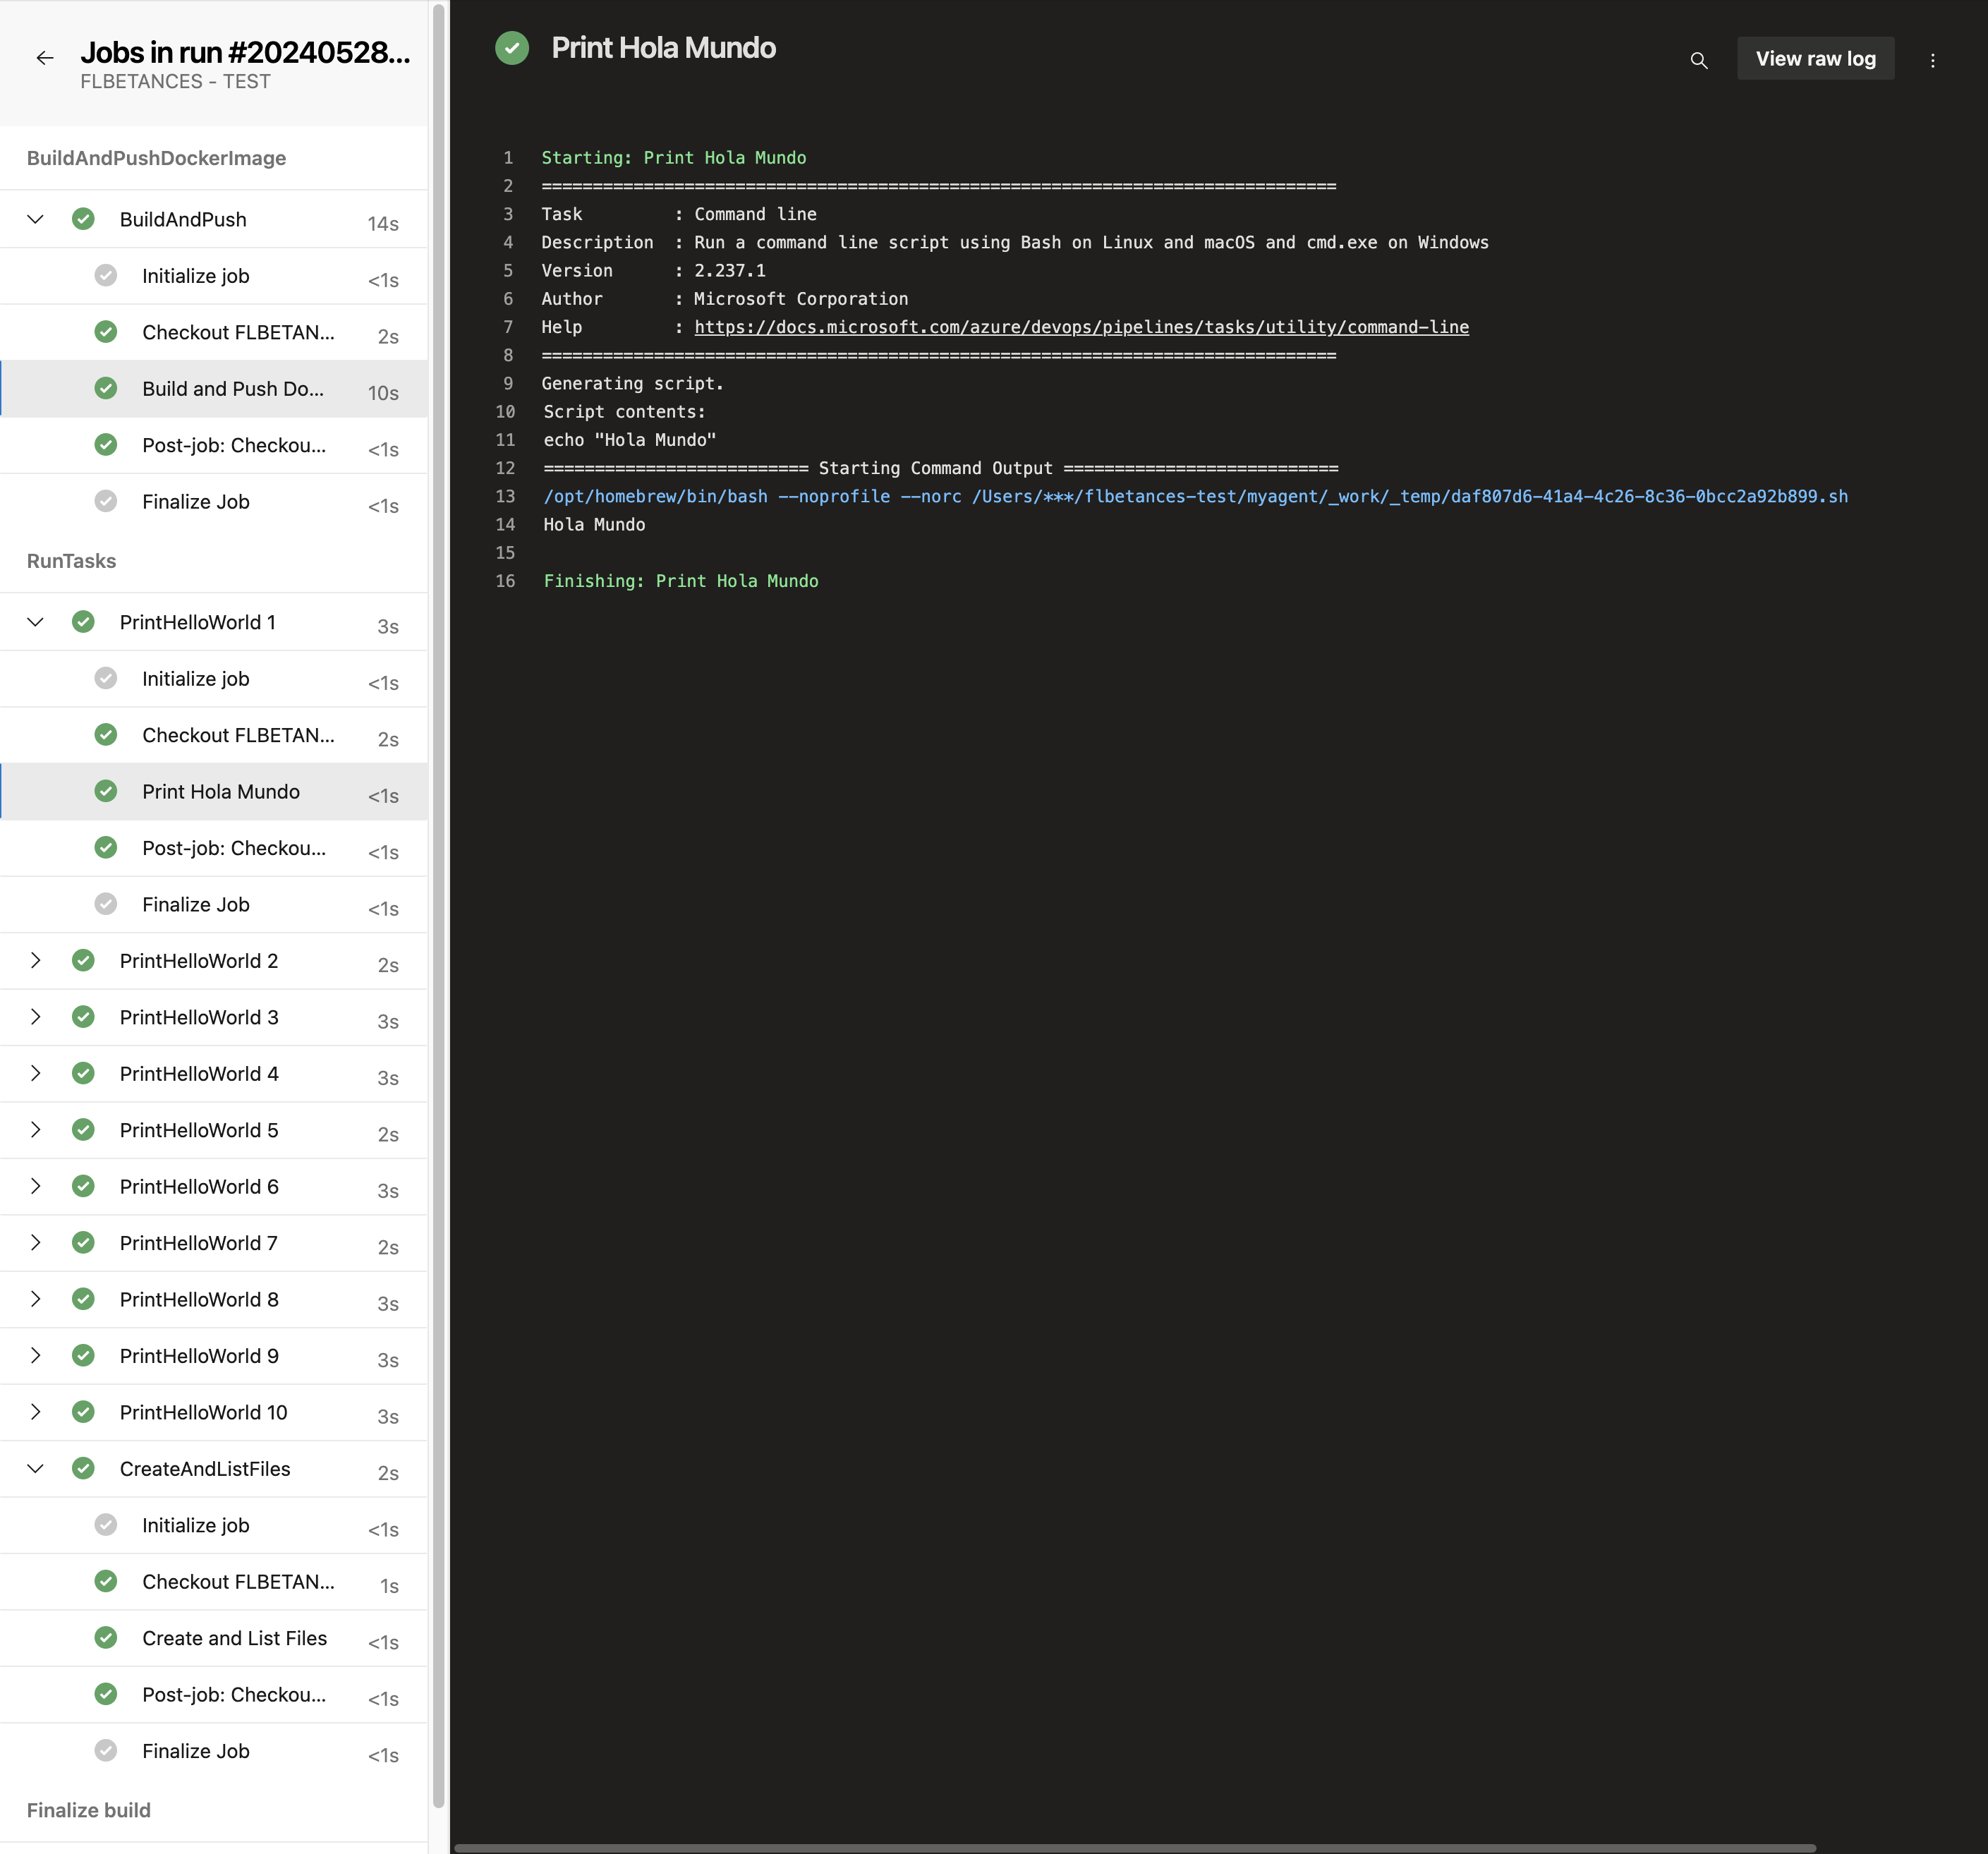 Jobs in run #20240528...
FLBETANCES - TEST
BuildAndPushDockerImage
BuildAndPush 14s
Initialize job <1s
Checkout FLBETAN... 2s
Build and Push Do... 10s
Post-job: Checkou... <1s
Finalize Job <1s
RunTasks
PrintHelloWorld 1 3s
Initialize job <1s
Checkout FLBETAN... 2s
Print Hola Mundo <1s
Post-job: Checkou... <1s
Finalize Job <1s
PrintHelloWorld 2 2s
PrintHelloWorld 3 3s
PrintHelloWorld 4 3s
PrintHelloWorld 5 2s
PrintHelloWorld 6 3s
PrintHelloWorld 7 2s
PrintHelloWorld 8 3s
PrintHelloWorld 9 3s
PrintHelloWorld 10 3s
CreateAndListFiles 2s
Initialize job <1s
Checkout FLBETAN... 1s
Create and List Files <1s
Post-job: Checkou... <1s
Finalize Job <1s
Finalize build
Print Hola Mundo
View raw log
1 Starting: Print Hola Mundo
2 ==============================================================================
3 Task : Command line
4 Description : Run a command line script using Bash on Linux and macOS and cmd.exe on Windows
5 Version : 2.237.1
6 Author : Microsoft Corporation
7 Help : https://docs.microsoft.com/azure/devops/pipelines/tasks/utility/command-line
8 ==============================================================================
9 Generating script.
10 Script contents:
11 echo "Hola Mundo"
12 ========================== Starting Command Output ===========================
13 /opt/homebrew/bin/bash --noprofile --norc /Users/***/flbetances-test/myagent/_work/_temp/daf807d6-41a4-4c26-8c36-0bcc2a92b899.sh
14 Hola Mundo
15
16 Finishing: Print Hola Mundo